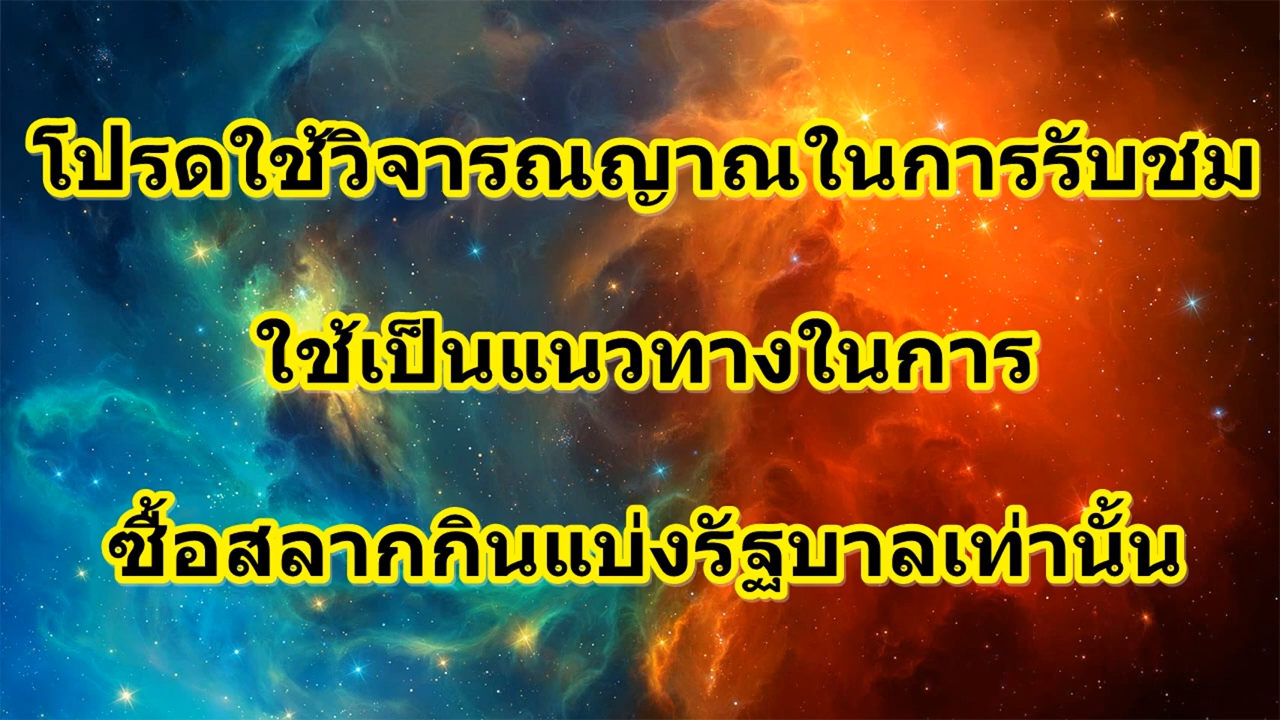 โปรดใช้วิจารณญาณในการรับชม
ใช้เป็นแนวทางในการ
ซื้อสลากกินแบ่งรัฐบาลเท่านั้น